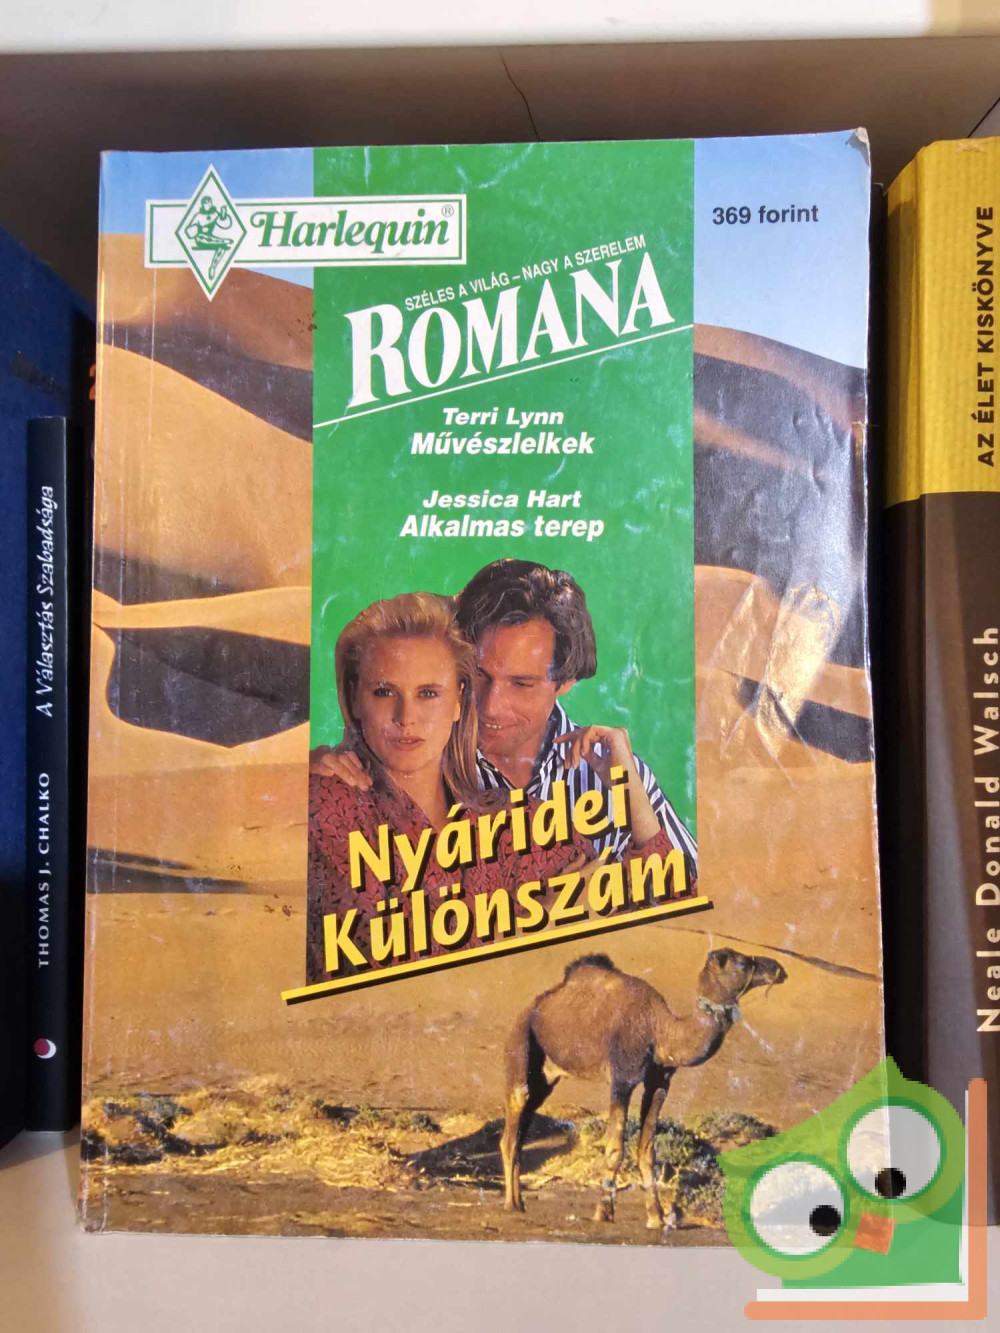 Harlequin®
369 forint
SZÉLES A VILÁG – NAGY A SZERELEM
ROMANA
Terri Lynn
Művészlelkek
Jessica Hart
Alkalmas terep
Nyáridei
Különszám
THOMAS J. CHALKO A Választás Szabadsága
AZ ÉLET KISKÖNYVE
Neale Donald Walsch